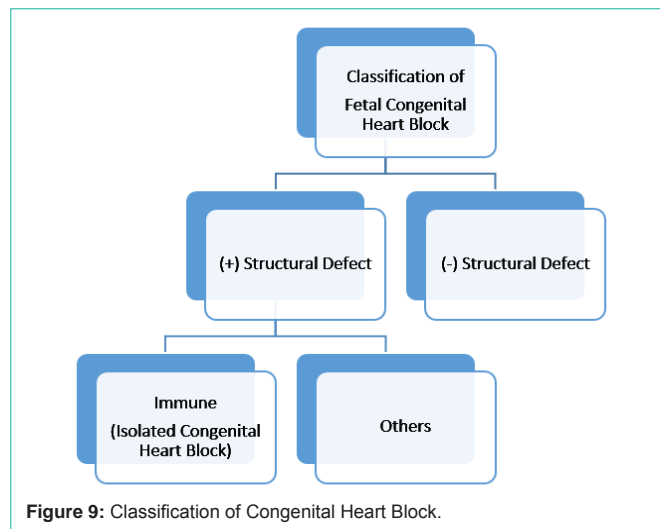 Classification of
Fetal Congenital
Heart Block
(+) Structural Defect
(-) Structural Defect
Immune
(Isolated Congenital
Heart Block)
Others
Figure 9: Classification of Congenital Heart Block.